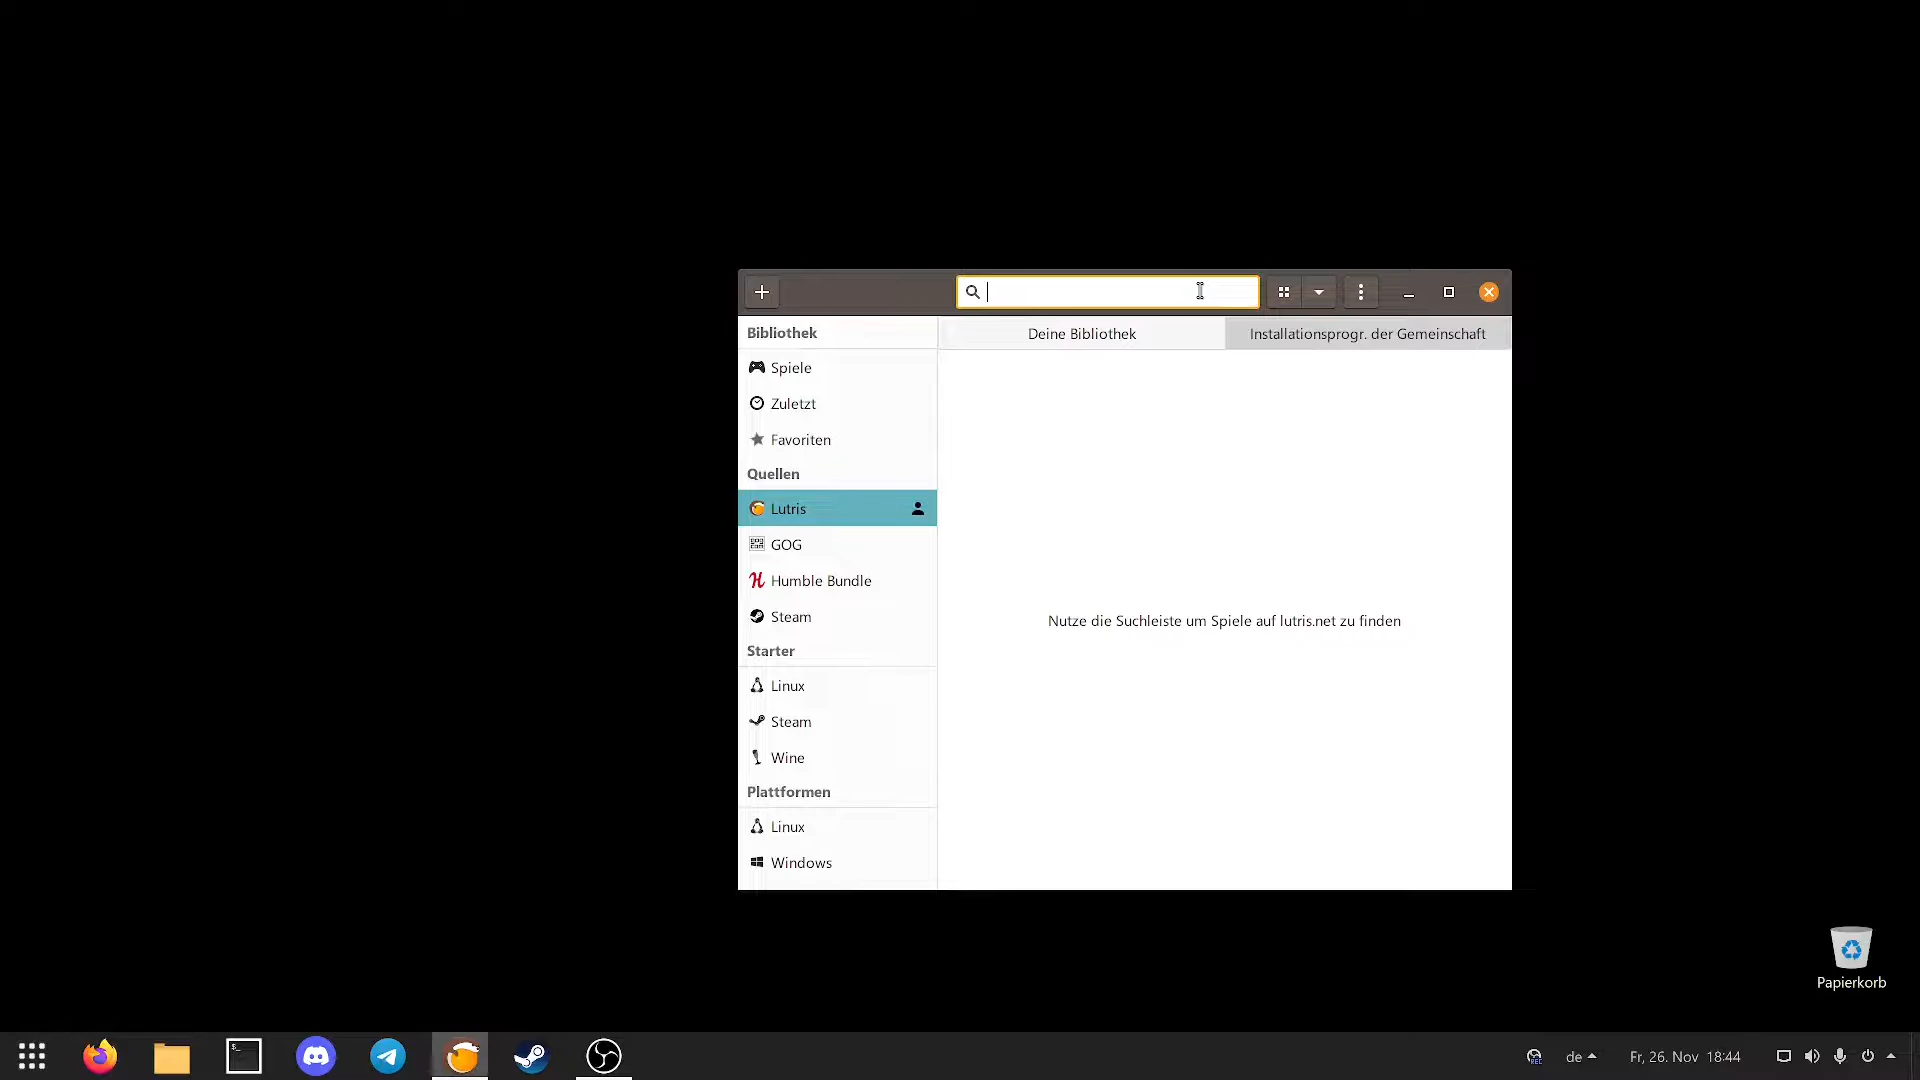 Bibliothek
Deine Bibliothek
Installationsprogr. der Gemeinschaft
Spiele
Zuletzt
Favoriten
Quellen
Lutris
GOG
Humble Bundle
Steam
Nutze die Suchleiste um Spiele auf lutris.net zu finden
Starter
Linux
Steam
Wine
Plattformen
Linux
Windows
Papierkorb
de
Fr, 26. Nov 18:44